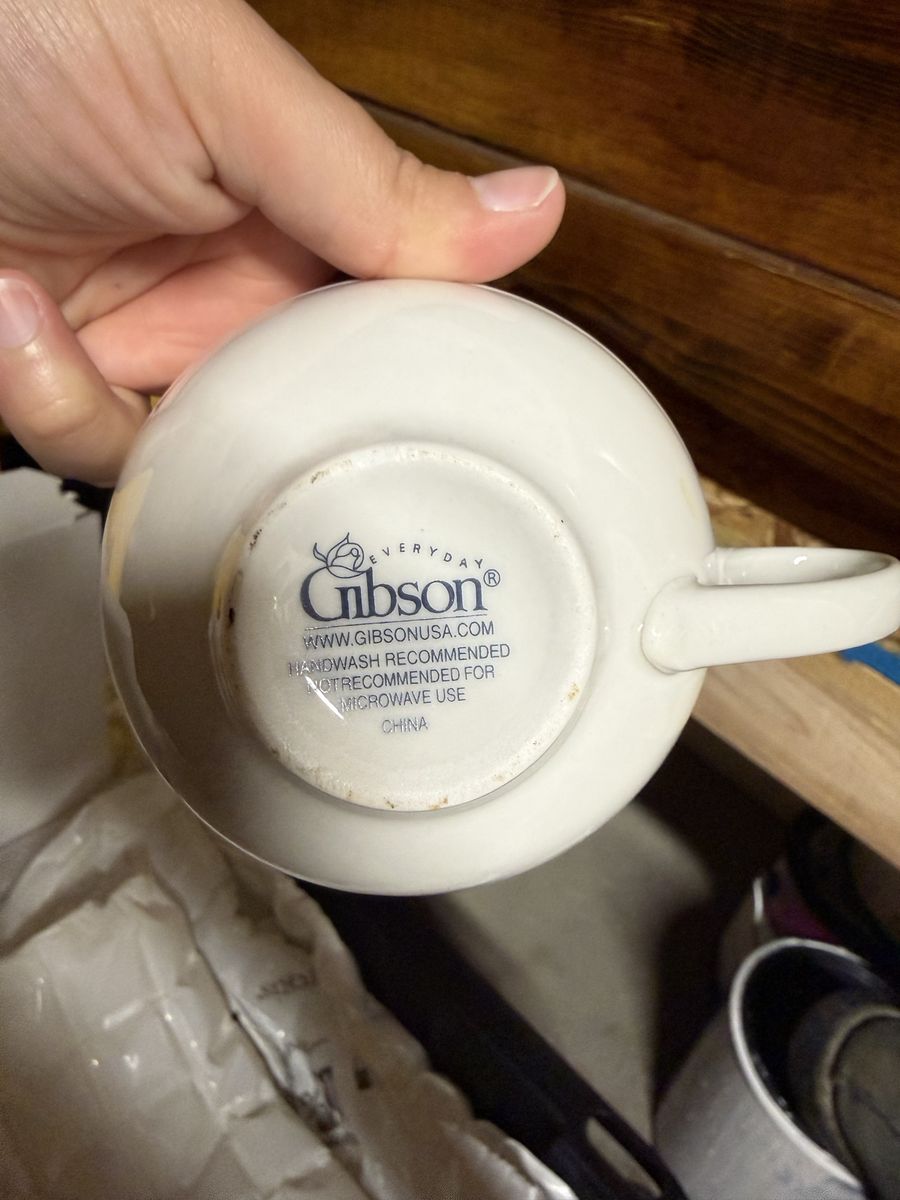 EVERYDAY
Gibson®
WWW.GIBSONUSA.COM
HANDWASH RECOMMENDED
NOT RECOMMENDED FOR
MICROWAVE USE
CHINA